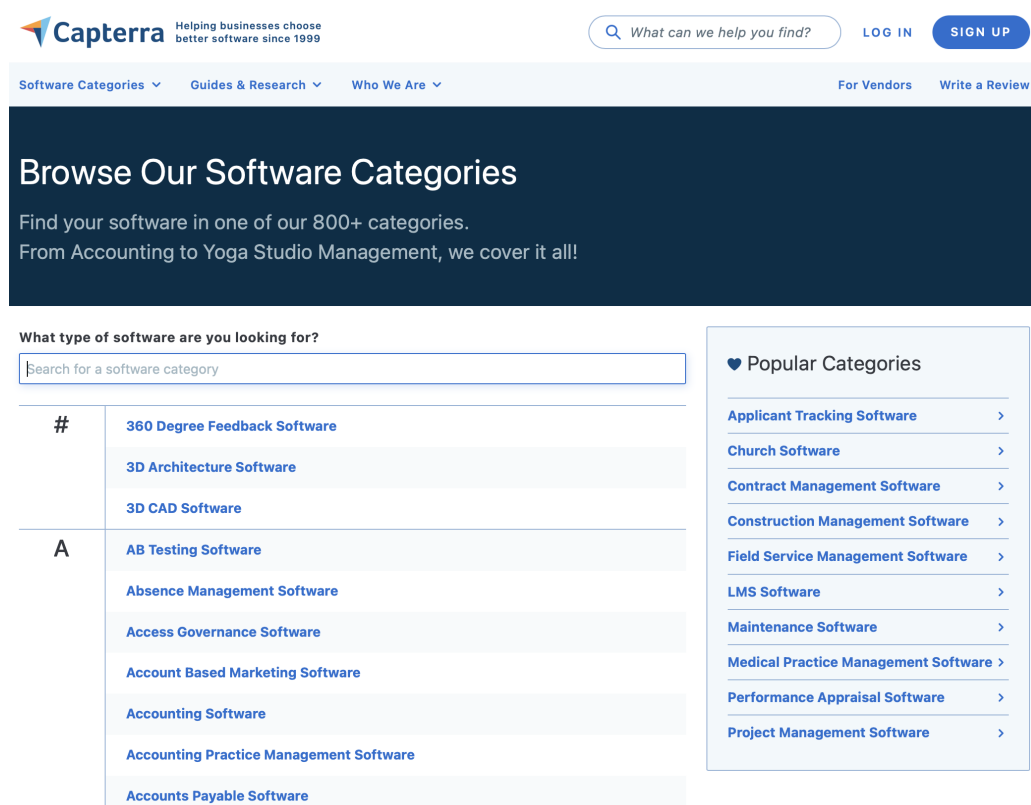 Capterra
Helping businesses choose
better software since 1999
What can we help you find?
LOG IN
SIGN UP
Software Categories
Guides & Research
Who We Are
For Vendors
Write a Review
Browse Our Software Categories
Find your software in one of our 800+ categories.
From Accounting to Yoga Studio Management, we cover it all!
What type of software are you looking for?
Search for a software category
#
360 Degree Feedback Software
3D Architecture Software
3D CAD Software
A
AB Testing Software
Absence Management Software
Access Governance Software
Account Based Marketing Software
Accounting Software
Accounting Practice Management Software
Accounts Payable Software
Popular Categories
Applicant Tracking Software
Church Software
Contract Management Software
Construction Management Software
Field Service Management Software
LMS Software
Maintenance Software
Medical Practice Management Software
Performance Appraisal Software
Project Management Software